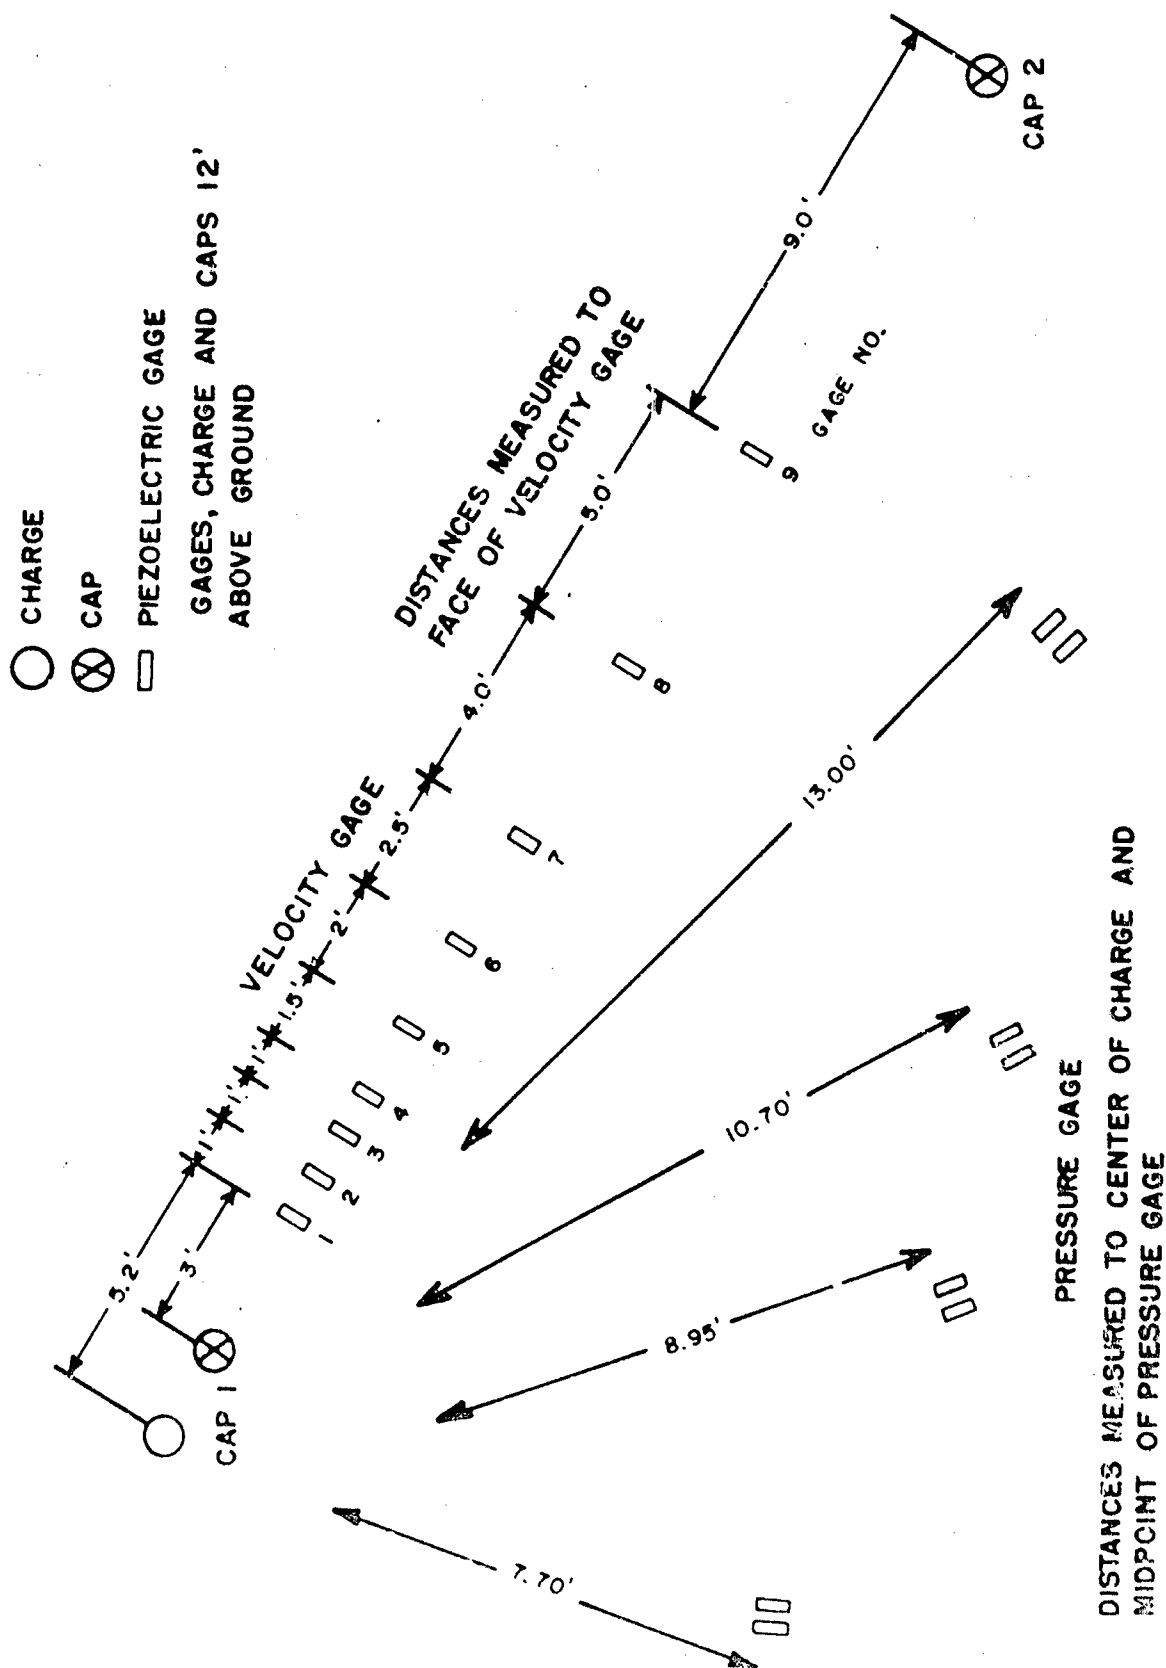 CHARGE
CAP
PIEZOELECTRIC GAGE
GAGES, CHARGE AND CAPS 12'
ABOVE GROUND
5.2'
3'
CAP 1
1'
1'
1'
1.5'
2'
2.5'
4.0'
5.0'
9.0'
CAP 2
VELOCITY GAGE
DISTANCES MEASURED TO
FACE OF VELOCITY GAGE
1
2
3
4
5
6
7
8
9
GAGE NO.
7.70'
8.95'
10.70'
13.00'
PRESSURE GAGE
DISTANCES MEASURED TO CENTER OF CHARGE AND
MIDPOINT OF PRESSURE GAGE